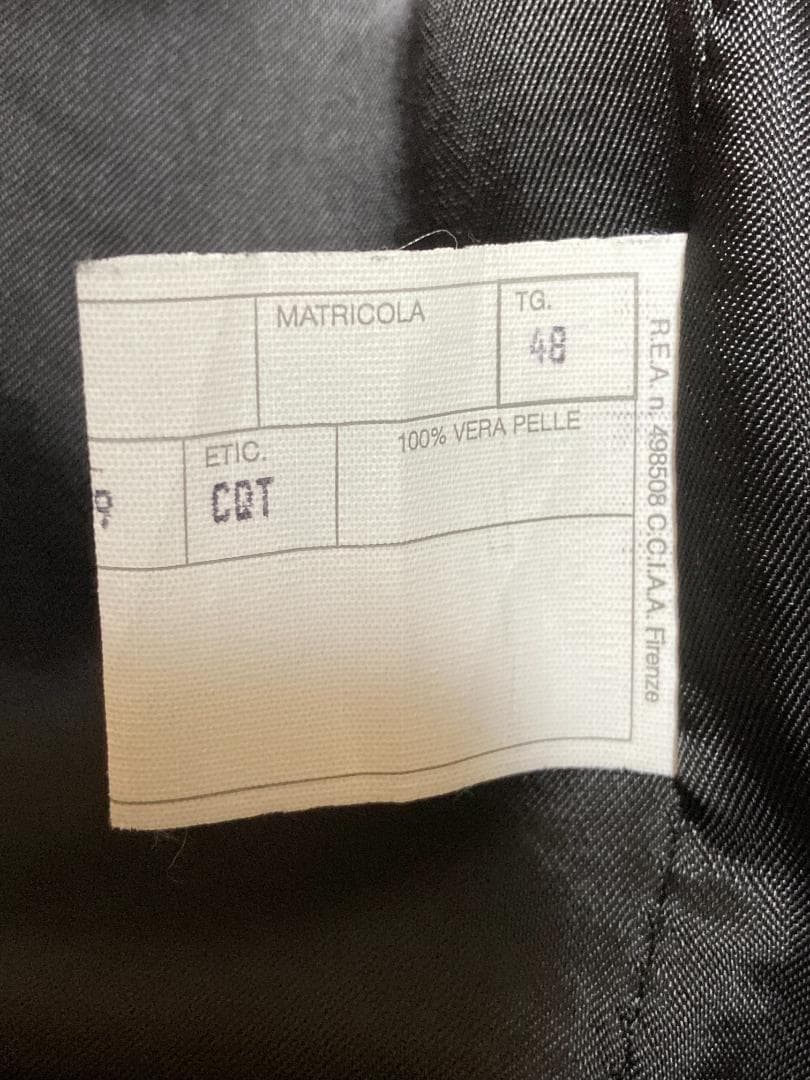 MATRICOLA
TG.
48
ETIC.
CQT
100% VERA PELLE
R.E.A. n. 498508 C.C.I.A.A. Firenze